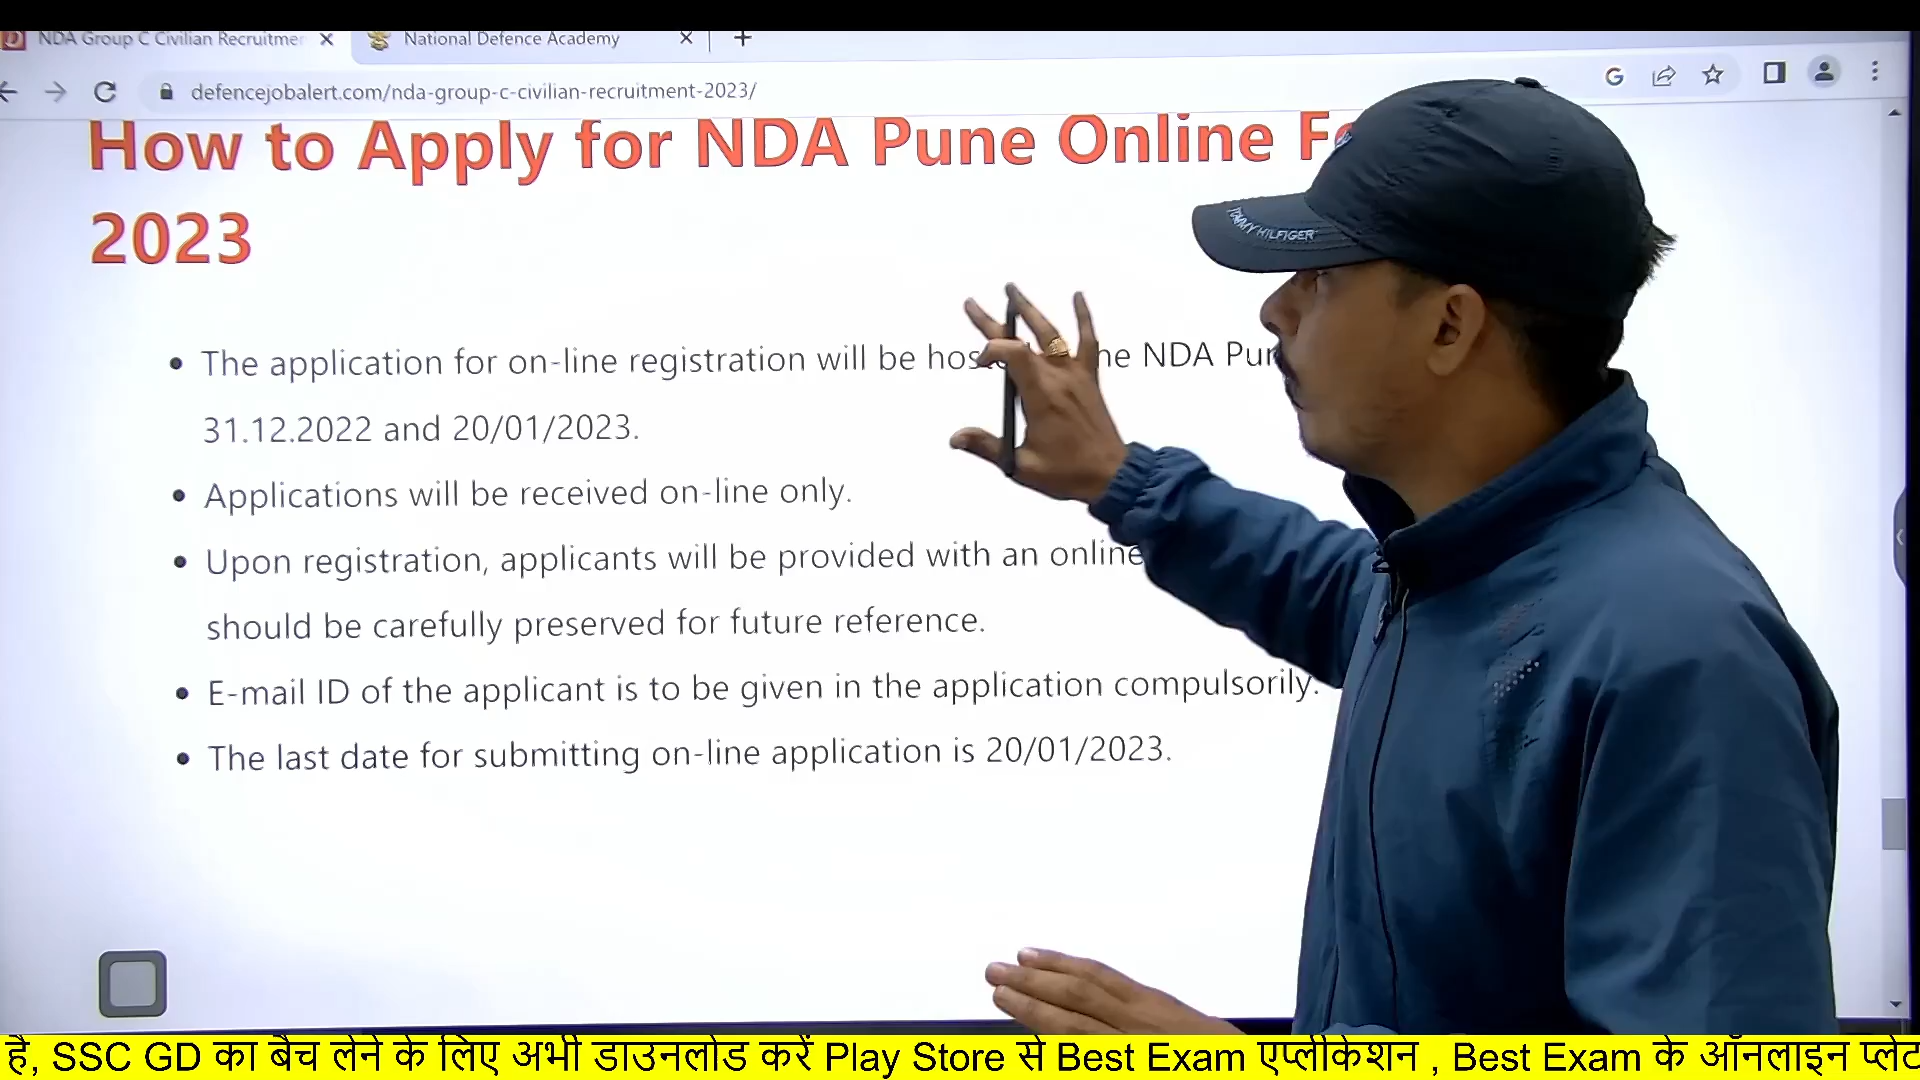 NDA Group C Civilian Recruitmer
National Defence Academy
defencejobalert.com/nda-group-c-civilian-recruitment-2023/
How to Apply for NDA Pune Online
2023
TOMMY HILFIGER
• The application for on-line registration will be NDA
31.12.2022 and 20/01/2023.
• Applications will be received on-line only.
• Upon registration, applicants will be provided with an online
should be carefully preserved for future reference.
• E-mail ID of the applicant is to be given in the application compulsorily.
• The last date for submitting on-line application is 20/01/2023.
है, SSC GD का बैच लेने के लिए अभी डाउनलोड करें Play Store से Best Exam एप्लीकेशन , Best Exam के ऑनलाइन